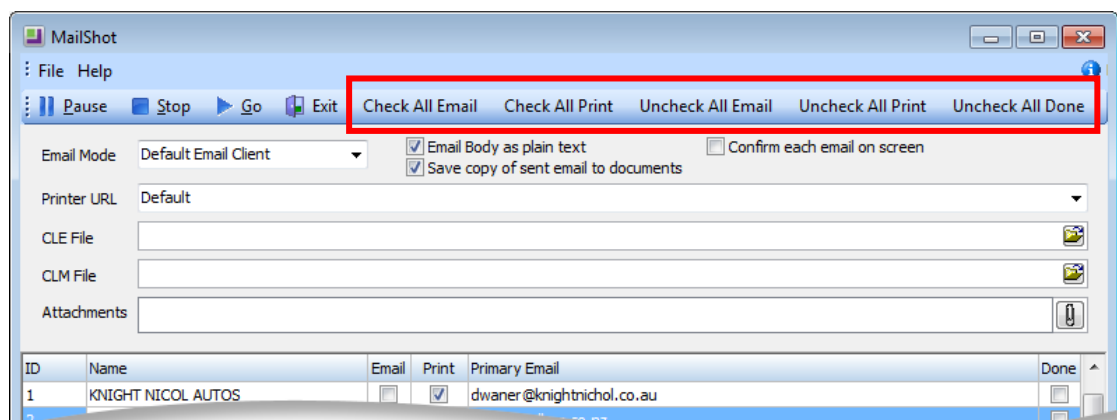 MailShot
File Help
Pause Stop Go Exit Check All Email Check All Print Uncheck All Email Uncheck All Print Uncheck All Done
Email Mode Default Email Client Email Body as plain text Confirm each email on screen
Save copy of sent email to documents
Printer URL Default
CLE File
CLM File
Attachments
ID Name Email Print Primary Email Done
1 KNIGHT NICOL AUTOS dwaner@knightnichol.co.au